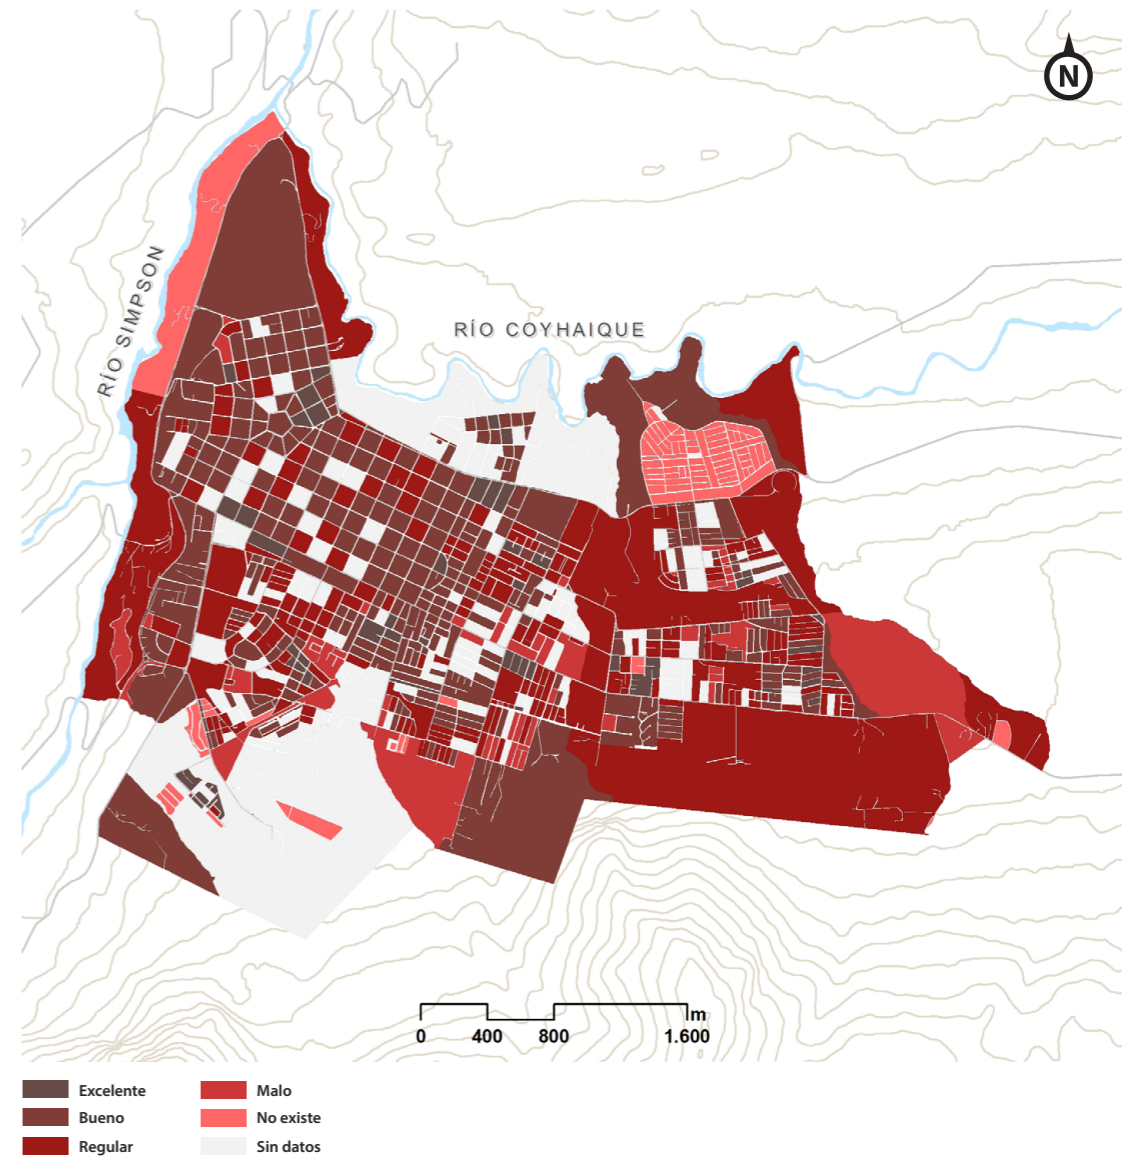 N
RÍO SIMPSON
RÍO COYHAIQUE
m
0 400 800 1.600
Excelente
Bueno
Regular
Malo
No existe
Sin datos